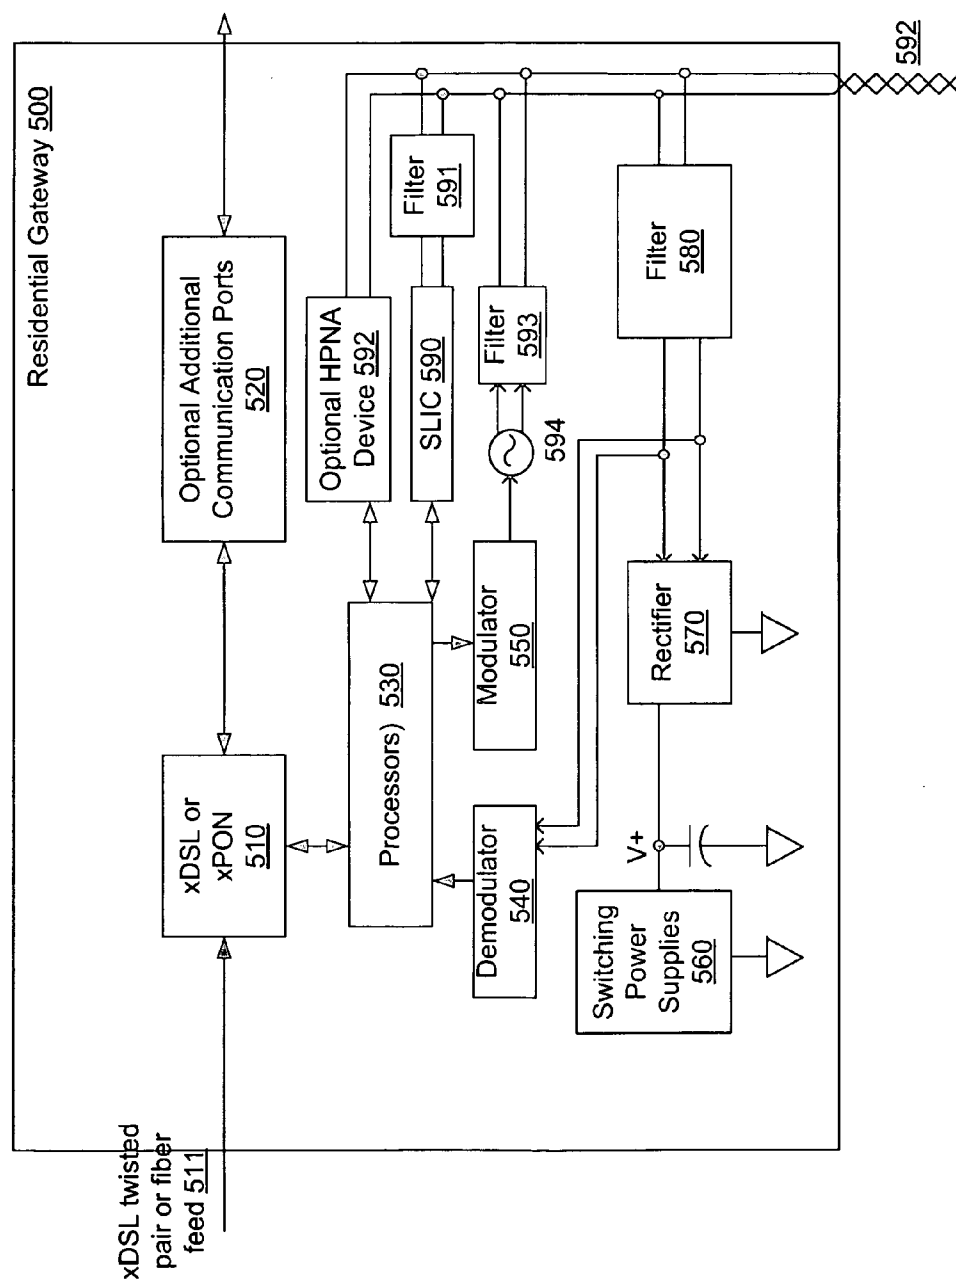 Residential Gateway 500
xDSL twisted
pair or fiber
feed 511
xDSL or
xPON
510
Optional Additional
Communication Ports
520
Processors) 530
Optional HPNA
Device 592
SLIC 590
Filter
591
Demodulator
540
Modulator
550
594
Filter
593
Switching
Power
Supplies
560
V+
Rectifier
570
Filter
580
592